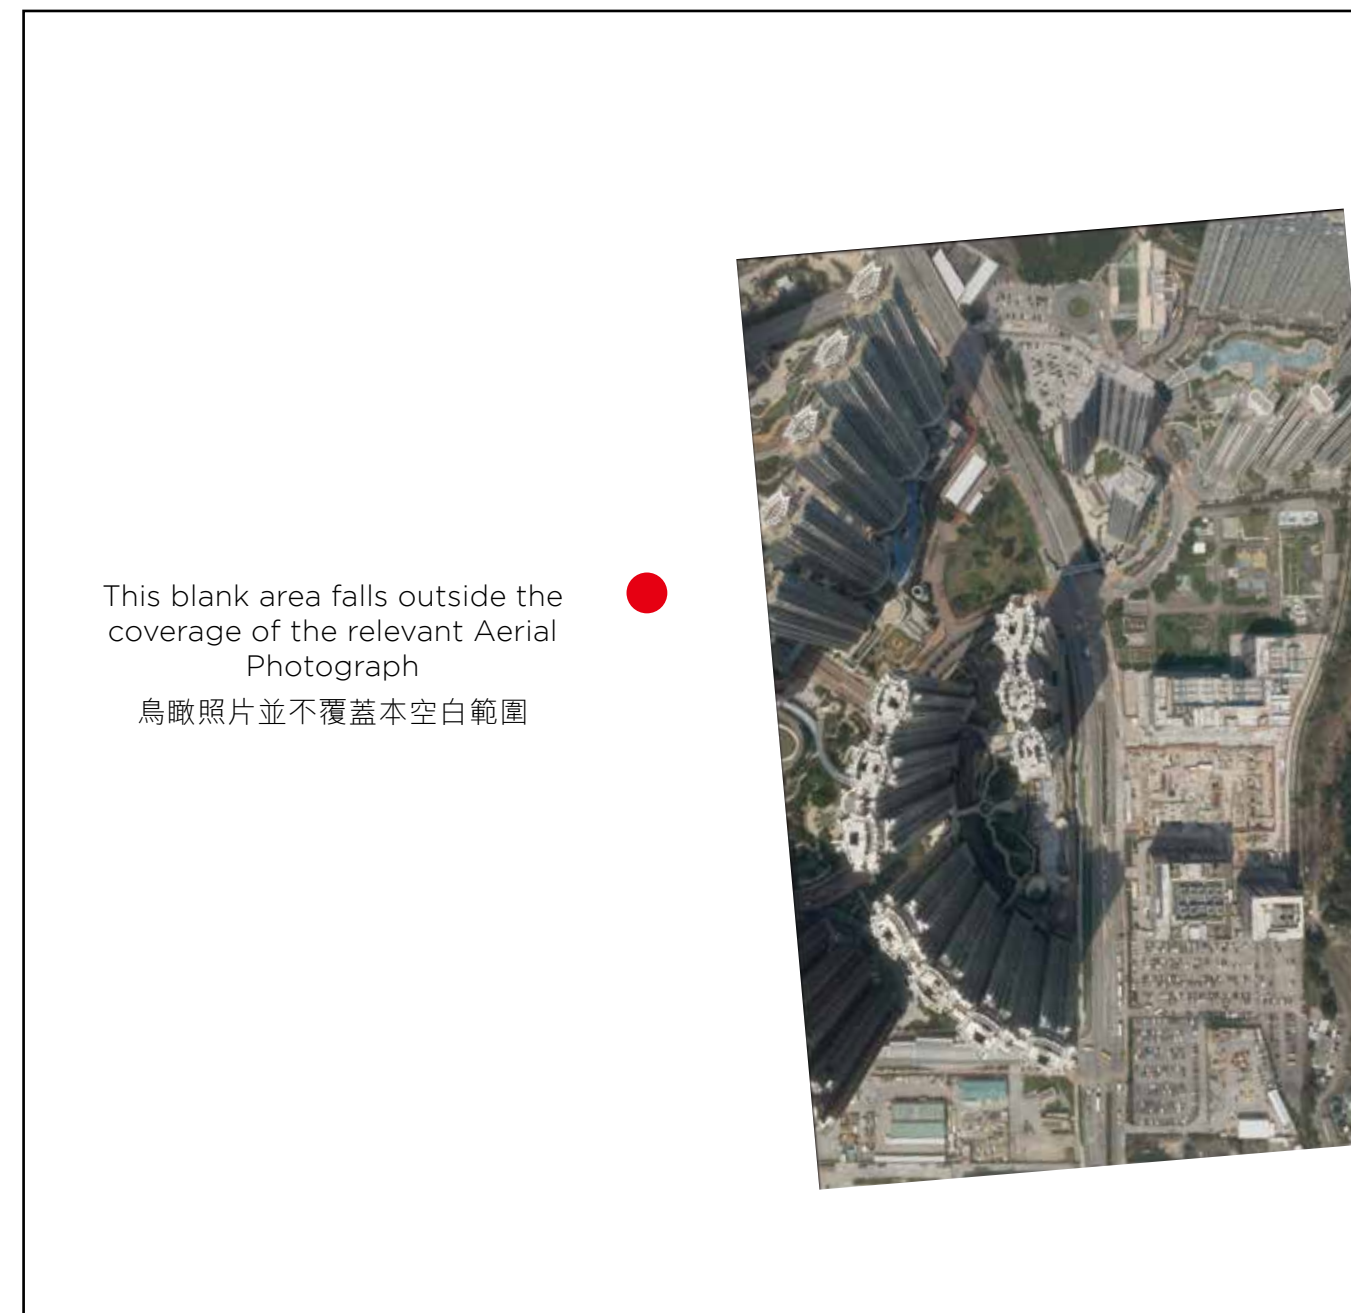 This blank area falls outside the
coverage of the relevant Aerial
Photograph
鳥瞰照片並不覆蓋本空白範圍